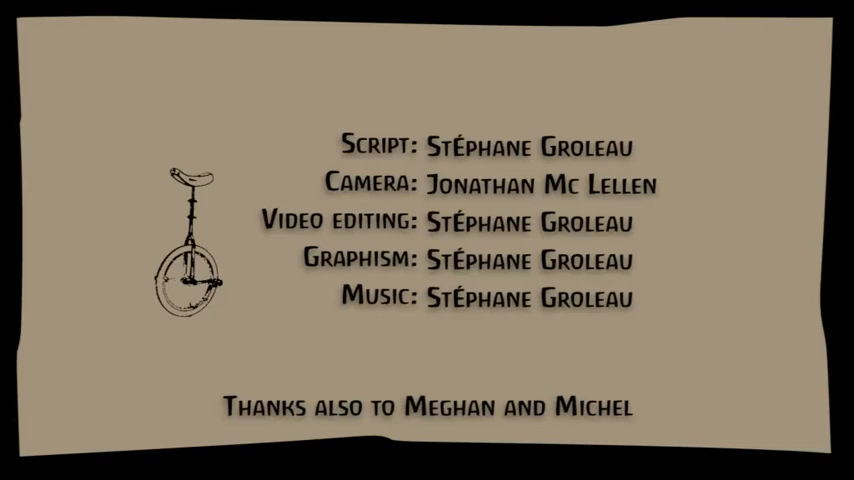 Script: Stéphane Groleau
Camera: Jonathan Mc Lellen
Video editing: Stéphane Groleau
Graphism: Stéphane Groleau
Music: Stéphane Groleau
Thanks also to Meghan and Michel